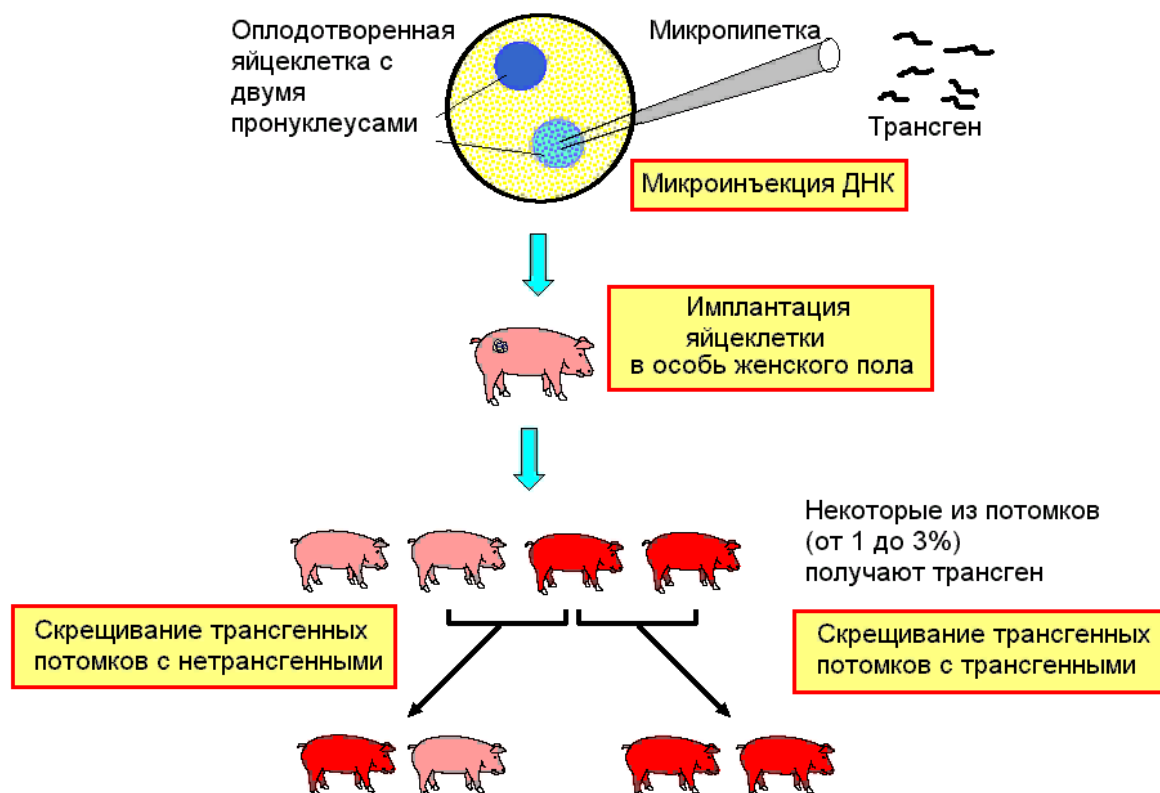 Оплодотворенная
яйцеклетка с
двумя
пронуклеусами
Микропипетка
Трансген
Микроинъекция ДНК
Имплантация
яйцеклетки
в особь женского пола
Некоторые из потомков
(от 1 до 3%)
получают трансген
Скрещивание трансгенных
потомков с нетрансгенными
Скрещивание трансгенных
потомков с трансгенными